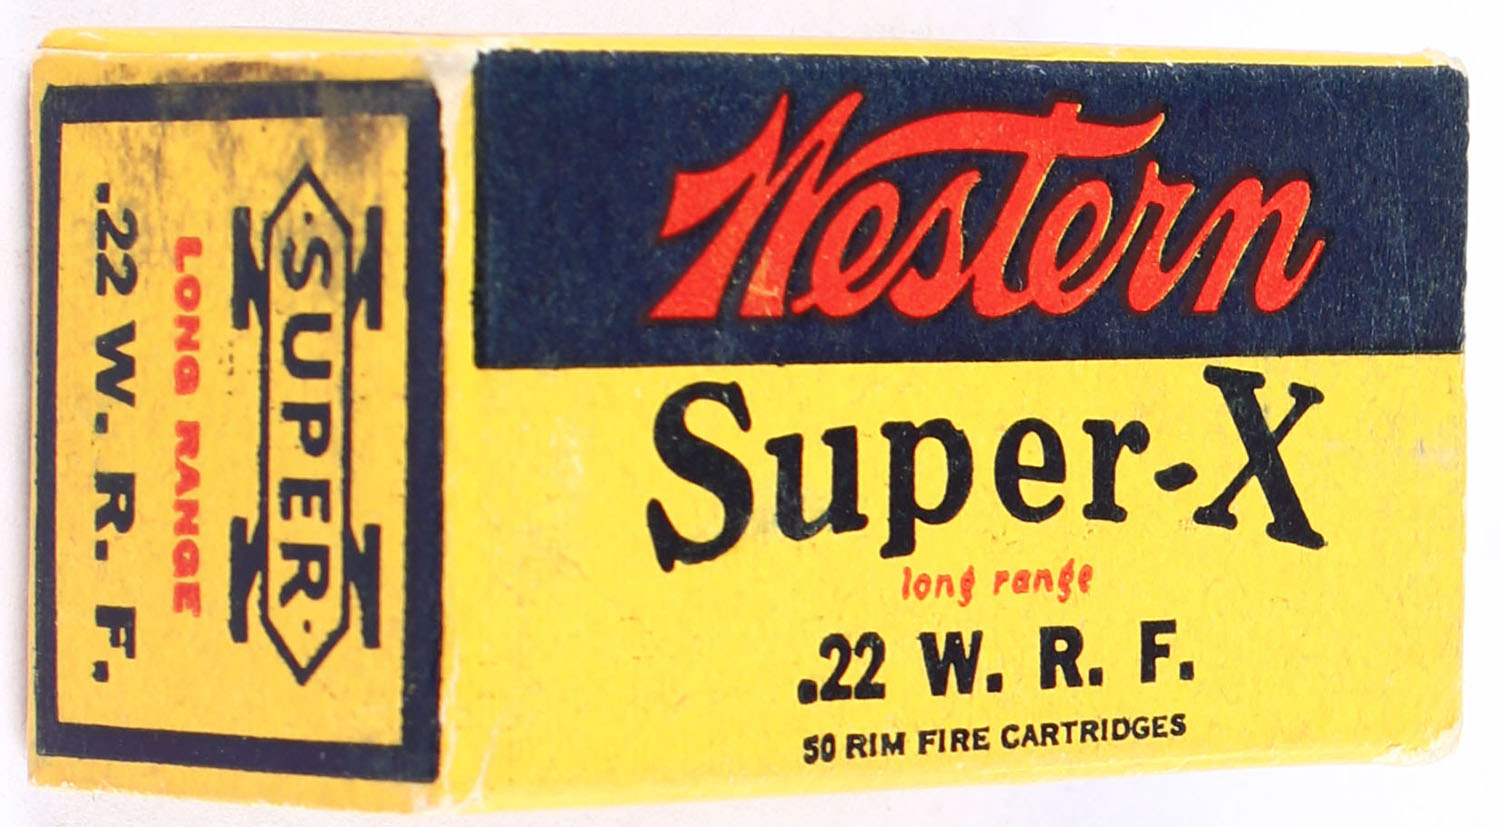 Western
Super-X
long range
.22 W. R. F.
50 RIM FIRE CARTRIDGES
X
·SUPER·
LONG RANGE
.22 W. R. F.